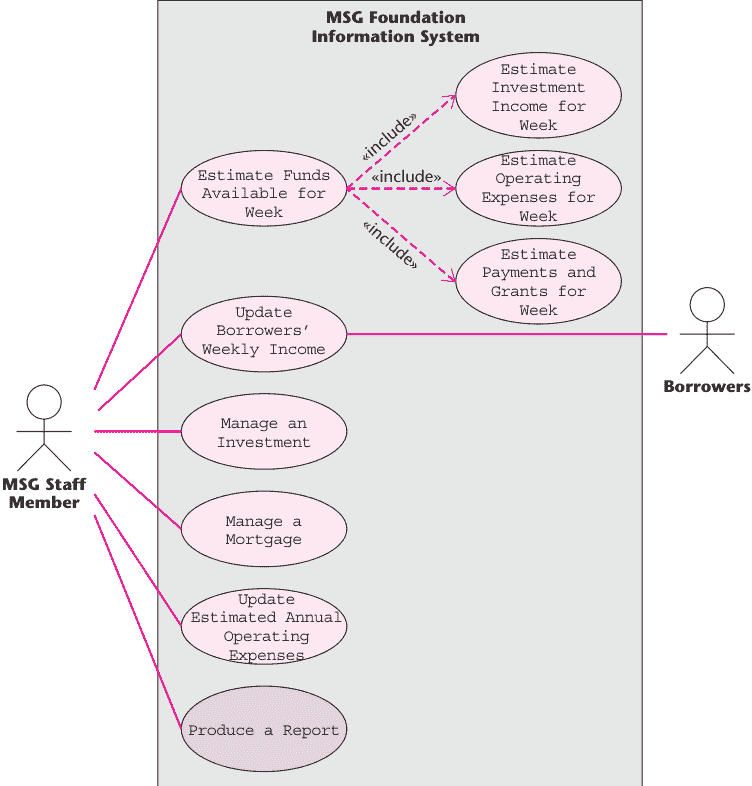 MSG Foundation
Information System
Estimate
Investment
Income for
Week
«include»
Estimate Funds
Available for
Week
«include»
Estimate
Operating
Expenses for
Week
«include»
Estimate
Payments and
Grants for
Week
Update
Borrowers’
Weekly Income
Borrowers
Manage an
Investment
MSG Staff
Member
Manage a
Mortgage
Update
Estimated Annual
Operating
Expenses
Produce a Report